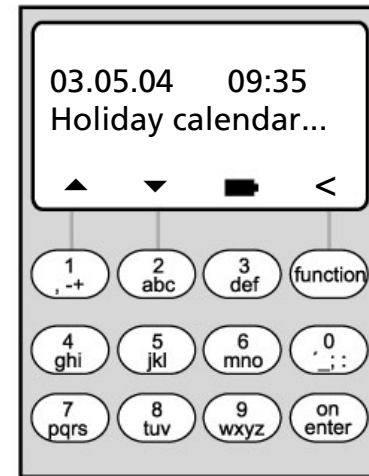 03.05.04 09:35
Holiday calendar...
<
1 2 3 function
, -+ abc def
4 5 6 0
ghi jkl mno ´_; :
7 8 9 on
pqrs tuv wxyz enter